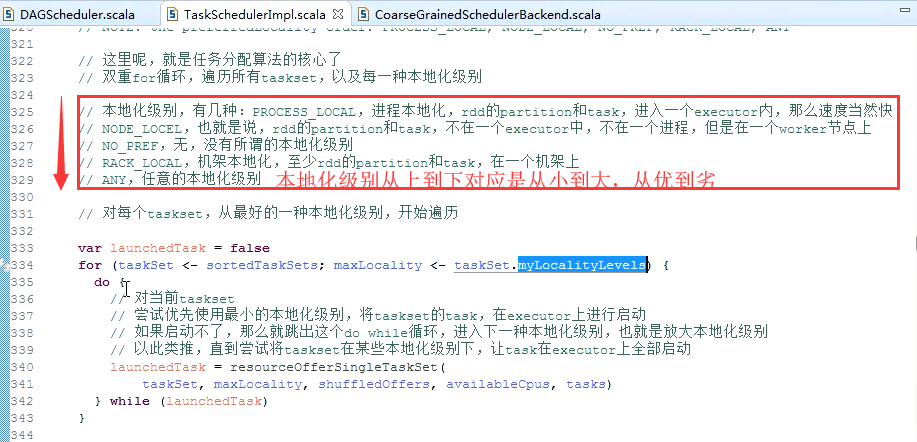 DAGScheduler.scala TaskSchedulerImpl.scala CoarseGrainedSchedulerBackend.scala
320 // NOTE: the preferredLocality order: PROCESS_LOCAL, NODE_LOCAL, NO_PREF, RACK_LOCAL, ANY
321
322 // 这里呢，就是任务分配算法的核心了
323 // 双重for循环，遍历所有taskset，以及每一种本地化级别
324
325 // 本地化级别，有几种：PROCESS_LOCAL，进程本地化，rdd的partition和task，进入一个executor内，那么速度当然快
326 // NODE_LOCEL，也就是说，rdd的partition和task，不在一个executor中，不在一个进程，但是在一个worker节点上
327 // NO_PREF，无，没有所谓的本地化级别
328 // RACK_LOCAL，机架本地化，至少rdd的partition和task，在一个机架上
329 // ANY，任意的本地化级别 本地化级别从上到下对应是从小到大，从优到劣
330
331 // 对每个taskset，从最好的一种本地化级别，开始遍历
332
333 var launchedTask = false
334 for (taskSet <- sortedTaskSets; maxLocality <- taskSet.myLocalityLevels) {
335 do {
336 // 对当前taskset
337 // 尝试优先使用最小的本地化级别，将taskset的task，在executor上进行启动
338 // 如果启动不了，那么就跳出这个do while循环，进入下一种本地化级别，也就是放大本地化级别
339 // 以此类推，直到尝试将taskset在某些本地化级别下，让task在executor上全部启动
340 launchedTask = resourceOfferSingleTaskSet(
341 taskSet, maxLocality, shuffledOffers, availableCpus, tasks)
342 } while (launchedTask)
343 }
344